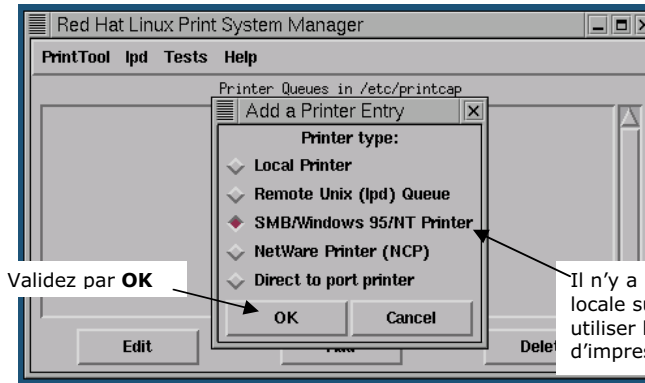 Red Hat Linux Print System Manager
PrintTool lpd Tests Help
Printer Queues in /etc/printcap
Add a Printer Entry
Printer type:
Local Printer
Remote Unix (lpd) Queue
SMB/Windows 95/NT Printer
NetWare Printer (NCP)
Direct to port printer
OK Cancel
Validez par OK
Il n’y a
locale
utiliser
Edit